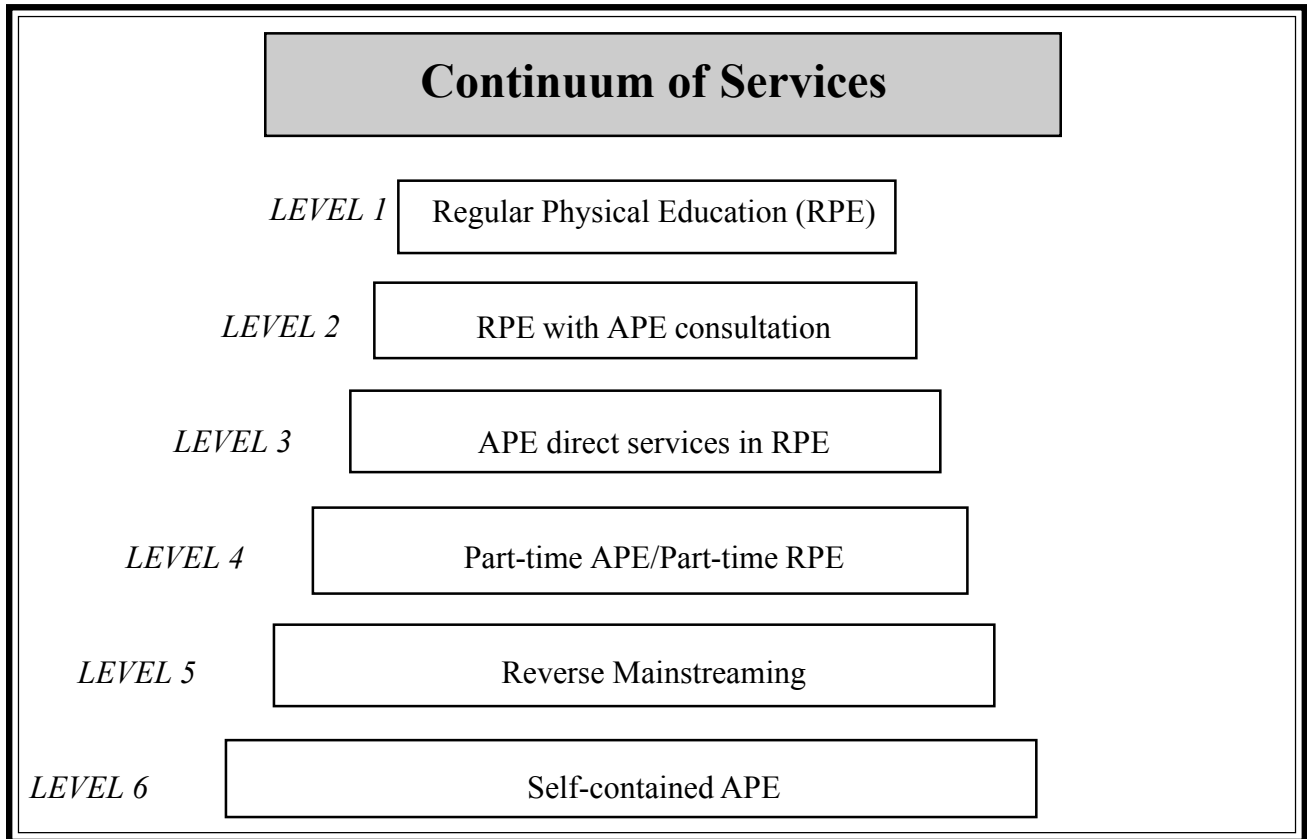 Continuum of Services
LEVEL 1 Regular Physical Education (RPE)
LEVEL 2 RPE with APE consultation
LEVEL 3 APE direct services in RPE
LEVEL 4 Part-time APE/Part-time RPE
LEVEL 5 Reverse Mainstreaming
LEVEL 6 Self-contained APE